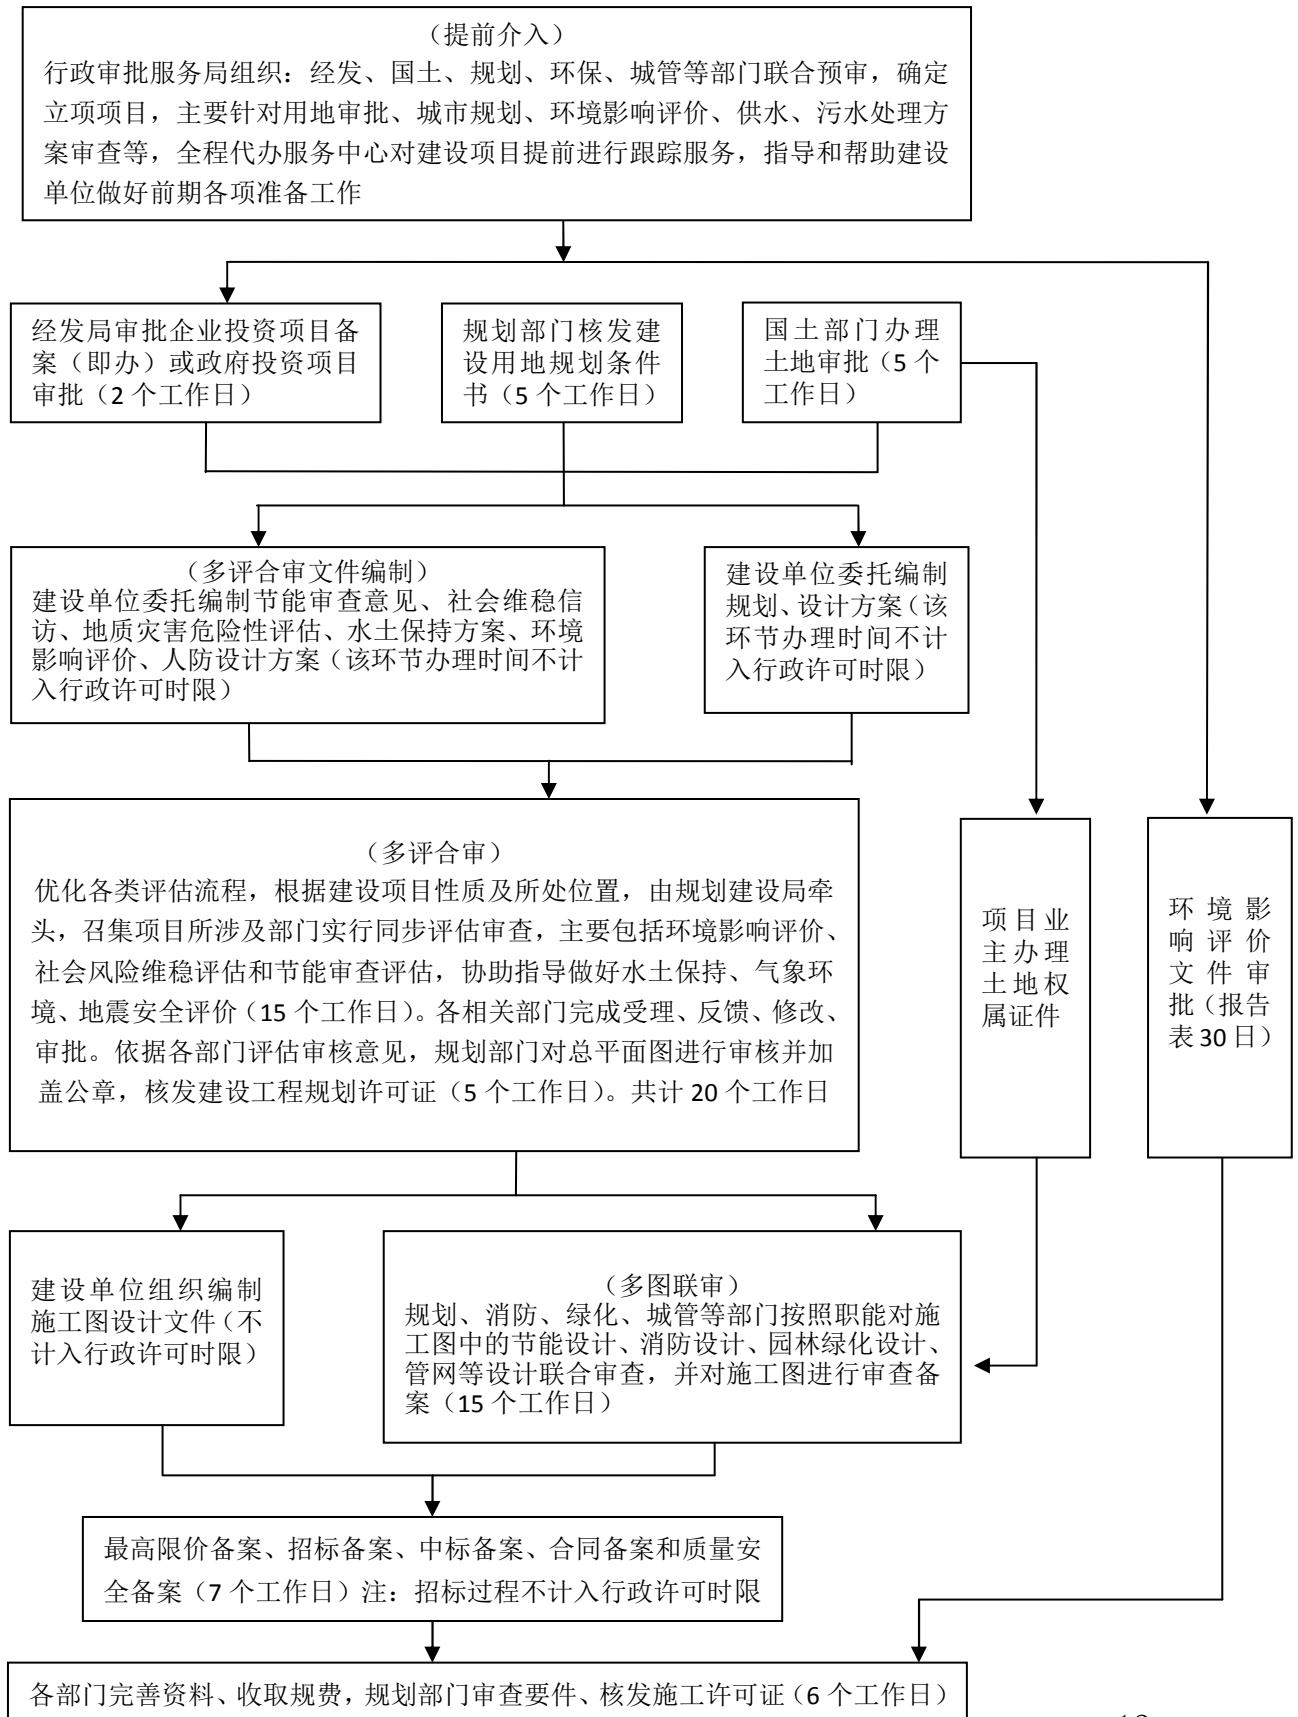 （提前介入）
行政审批服务局组织：经发、国土、规划、环保、城管等部门联合预审，确定
立项项目，主要针对用地审批、城市规划、环境影响评价、供水、污水处理方
案审查等，全程代办服务中心对建设项目提前进行跟踪服务，指导和帮助建设
单位做好前期各项准备工作
经发局审批企业投资项目备
案（即办）或政府投资项目
审批（2 个工作日）
规划部门核发建
设用地规划条件
书（5 个工作日）
国土部门办理
土地审批（5 个
工作日）
（多评合审文件编制）
建设单位委托编制节能审查意见、社会维稳信
访、地质灾害危险性评估、水土保持方案、环境
影响评价、人防设计方案（该环节办理时间不计
入行政许可时限）
建设单位委托编制
规划、设计方案（该
环节办理时间不计
入行政许可时限）
（多评合审）
优化各类评估流程，根据建设项目性质及所处位置，由规划建设局牵
头，召集项目所涉及部门实行同步评估审查，主要包括环境影响评价、
社会风险维稳评估和节能审查评估，协助指导做好水土保持、气象环
境、地震安全评价（15 个工作日）。各相关部门完成受理、反馈、修改、
审批。依据各部门评估审核意见，规划部门对总平面图进行审核并加
盖公章，核发建设工程规划许可证（5 个工作日）。共计 20 个工作日
项目业
主办理
土地权
属证件
环境影
响评价
文件审
批（报告
表 30 日）
建设单位组织编制
施工图设计文件（不
计入行政许可时限）
（多图联审）
规划、消防、绿化、城管等部门按照职能对施
工图中的节能设计、消防设计、园林绿化设计、
管网等设计联合审查，并对施工图进行审查备
案（15 个工作日）
最高限价备案、招标备案、中标备案、合同备案和质量安
全备案（7 个工作日）注：招标过程不计入行政许可时限
各部门完善资料、收取规费，规划部门审查要件、核发施工许可证（6 个工作日）